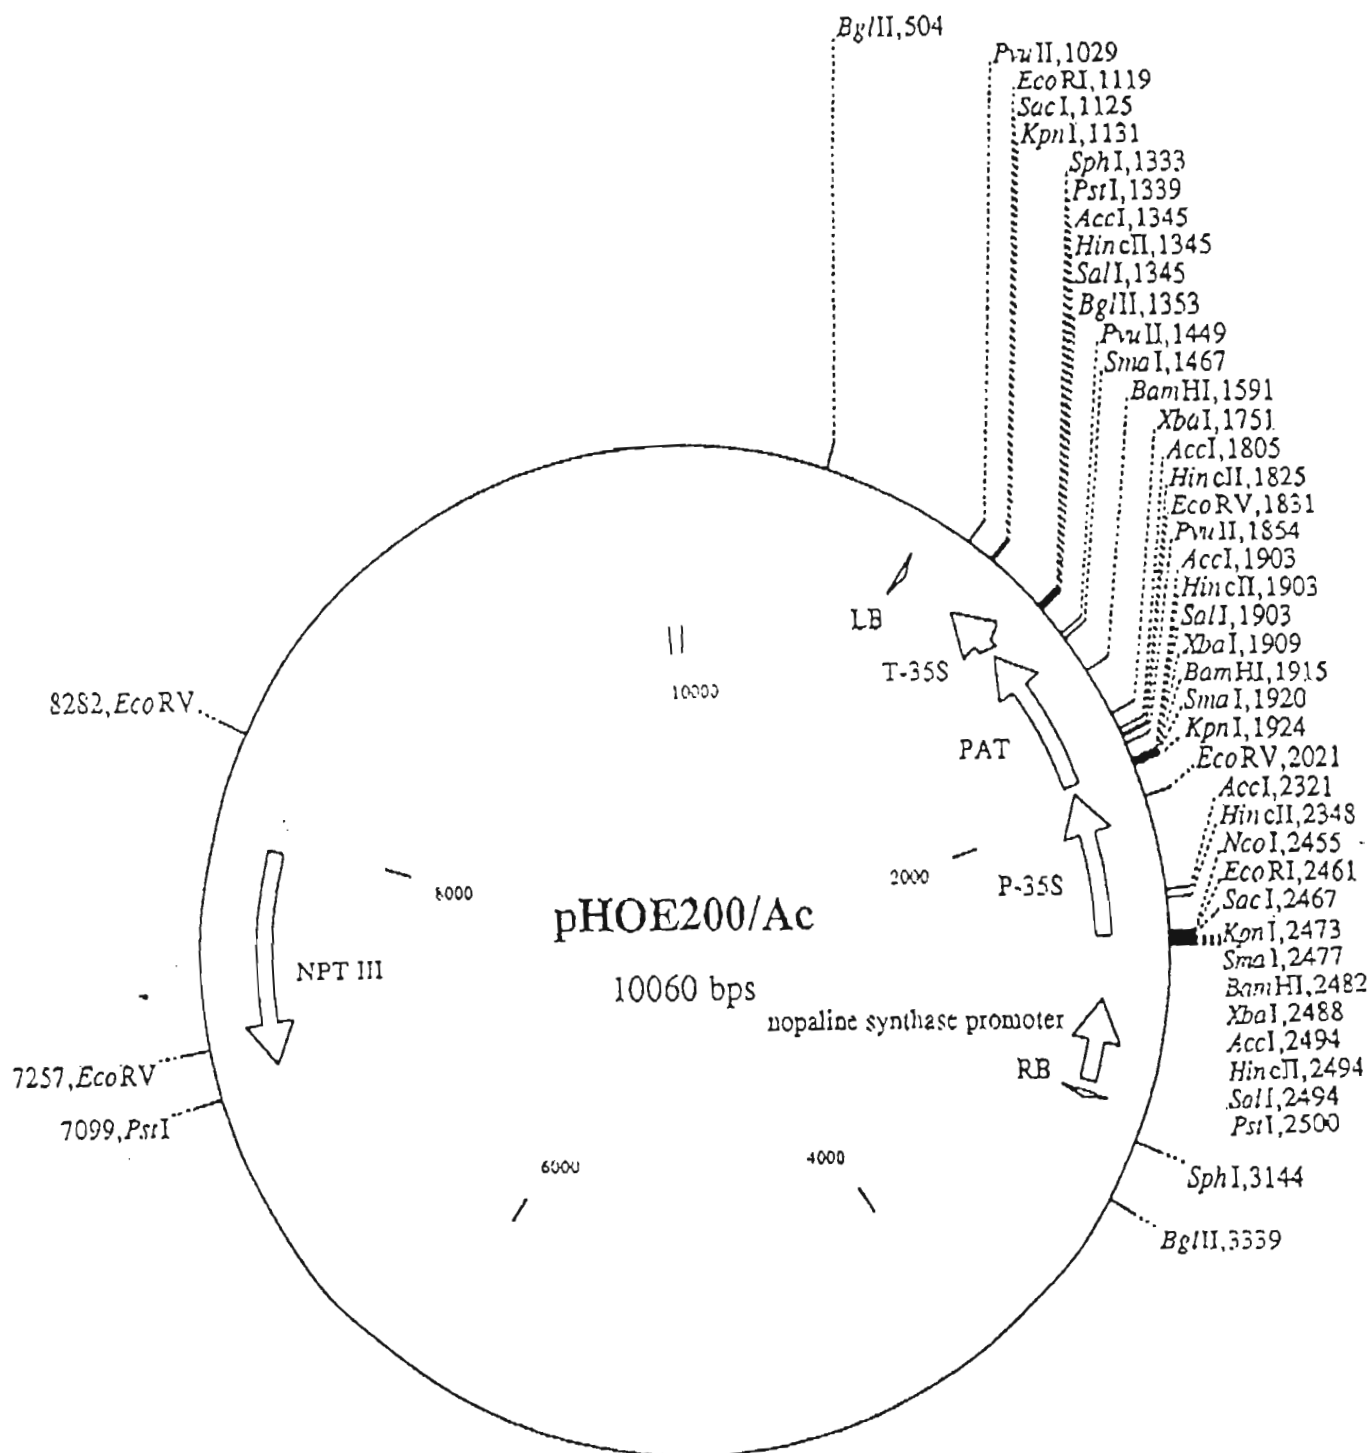 BglII,504
PvuII,1029
EcoRI,1119
SacI,1125
KpnI,1131
SphI,1333
PstI,1339
AccI,1345
HincII,1345
SalI,1345
BglII,1353
PvuII,1449
SmaI,1467
BamHI,1591
XbaI,1751
AccI,1805
HincII,1825
EcoRV,1831
PvuII,1854
AccI,1903
HincII,1903
SalI,1903
XbaI,1909
BamHI,1915
SmaI,1920
KpnI,1924
EcoRV,2021
AccI,2321
HincII,2348
NcoI,2455
EcoRI,2461
SacI,2467
KpnI,2473
SmaI,2477
BamHI,2482
XbaI,2488
AccI,2494
HincII,2494
SalI,2494
PstI,2500
SphI,3144
BglII,3339
7099,PstI
7257,EcoRV
8282,EcoRV
LB
T-35S
PAT
P-35S
nopaline synthase promoter
RB
NPT III
10000
2000
4000
6000
8000
pHOE200/Ac
10060 bps